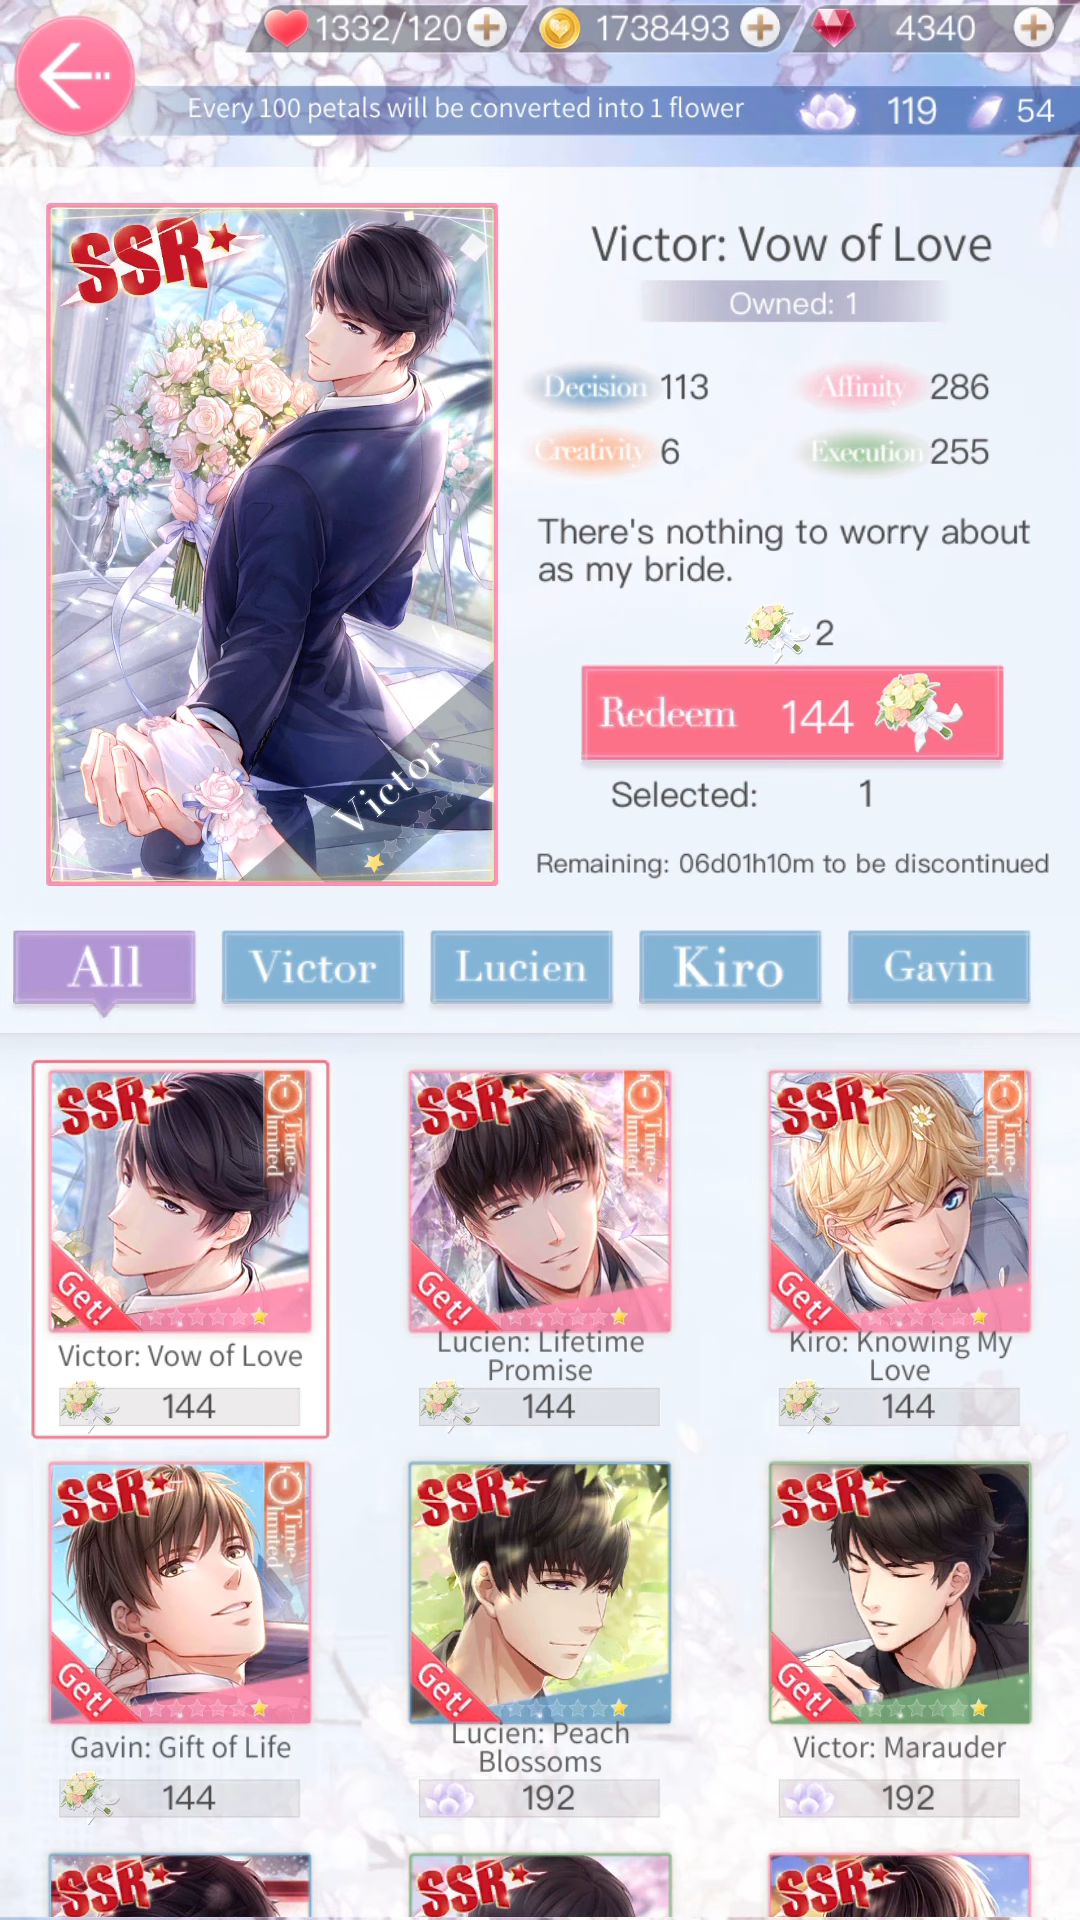 1332/120
1738493
4340
Every 100 petals will be converted into 1 flower
119
54
SSR
Victor
Victor: Vow of Love
Owned: 1
Decision 113
Affinity 286
Creativity 6
Execution 255
There's nothing to worry about
as my bride.
2
Redeem 144
Selected: 1
Remaining: 06d01h10m to be discontinued
All
Victor
Lucien
Kiro
Gavin
SSR
Time-
limited
Get!
Victor: Vow of Love
144
SSR
Time-
limited
Get!
Lucien: Lifetime
Promise
144
SSR
Time-
limited
Get!
Kiro: Knowing My
Love
144
SSR
Time-
limited
Get!
Gavin: Gift of Life
144
SSR
Get!
Lucien: Peach
Blossoms
192
SSR
Get!
Victor: Marauder
192
SSR
SSR
SSR